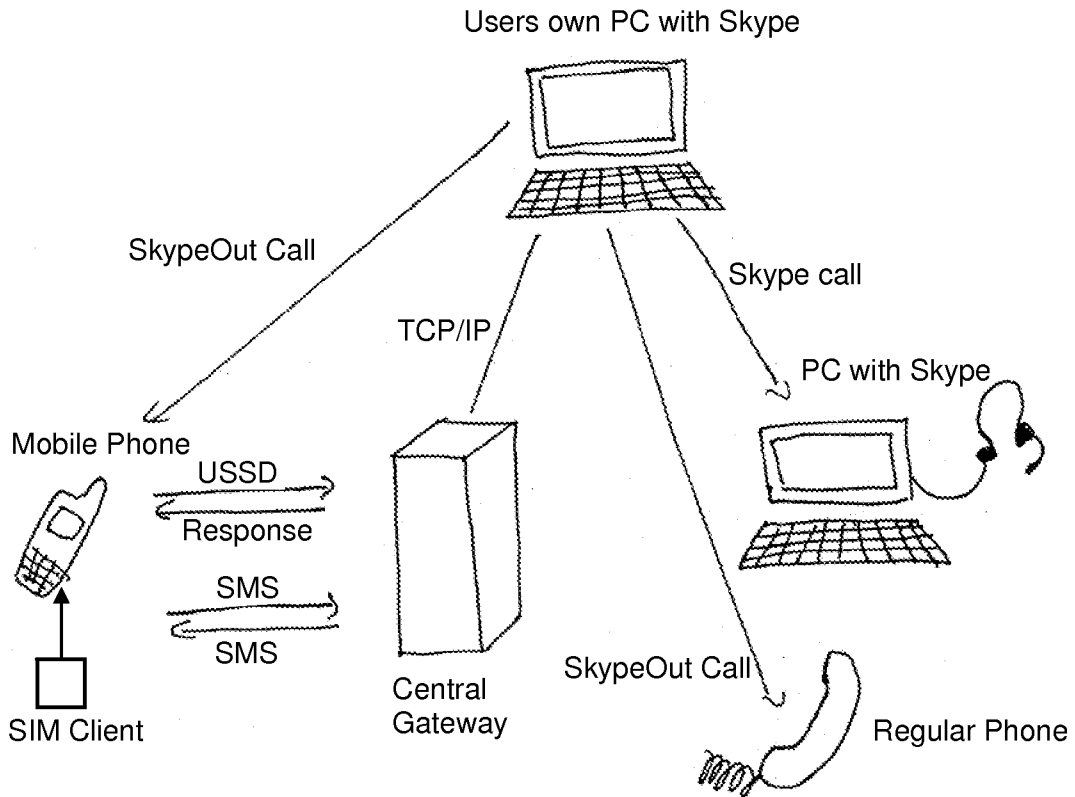 Users own PC with Skype
SkypeOut Call
Skype call
TCP/IP
PC with Skype
Mobile Phone
USSD
Response
SMS
SMS
SkypeOut Call
Central
Gateway
SIM Client
Regular Phone